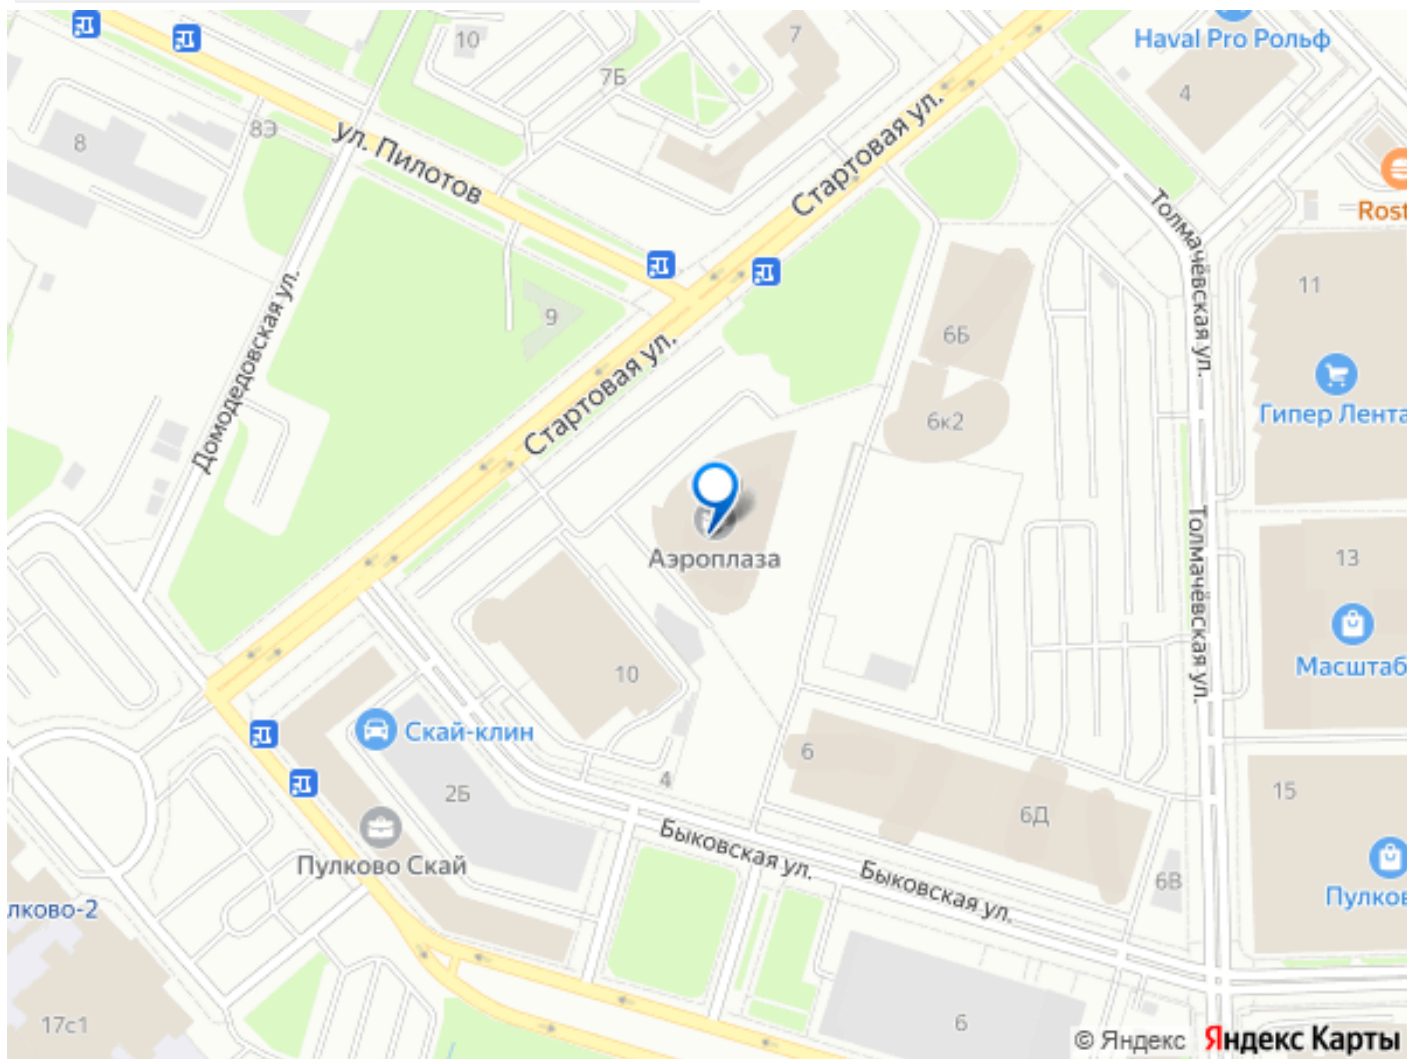 10
7
Haval Pro Рольф
7Б
4
8Э
8
ул. Пилотов
Стартовая ул.
Толмачёвская ул.
Rost
Домодедовская ул.
9
11
6Б
Стартовая ул.
6к2
Гипер Лента
Аэроплаза
Толмачёвская ул.
13
Масштаб
10
Скай-клин
6
4
2Б
6Д
15
Быковская ул.
Пулково Скай
Быковская ул.
6В
Пулков
лково-2
17с1
6
© Яндекс Яндекс Карты